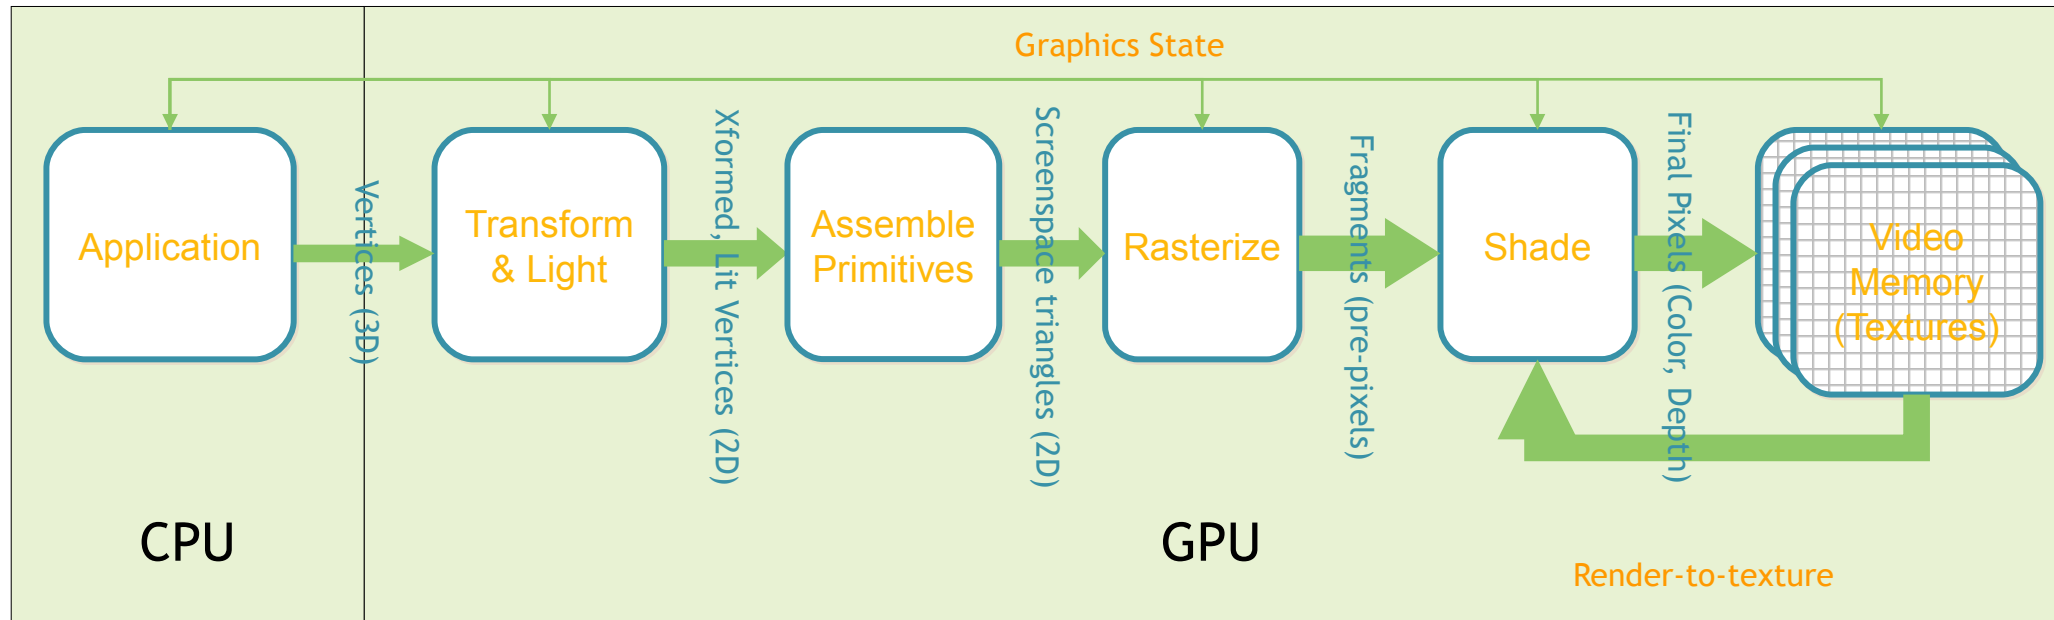 Graphics State
Application
Vertices (3D)
Transform
& Light
Xformed, Lit Vertices (2D)
Assemble
Primitives
Screenspace triangles (2D)
Rasterize
Fragments (pre-pixels)
Shade
Final Pixels (Color, Depth)
Video
Memory
(Textures)
CPU
GPU
Render-to-texture